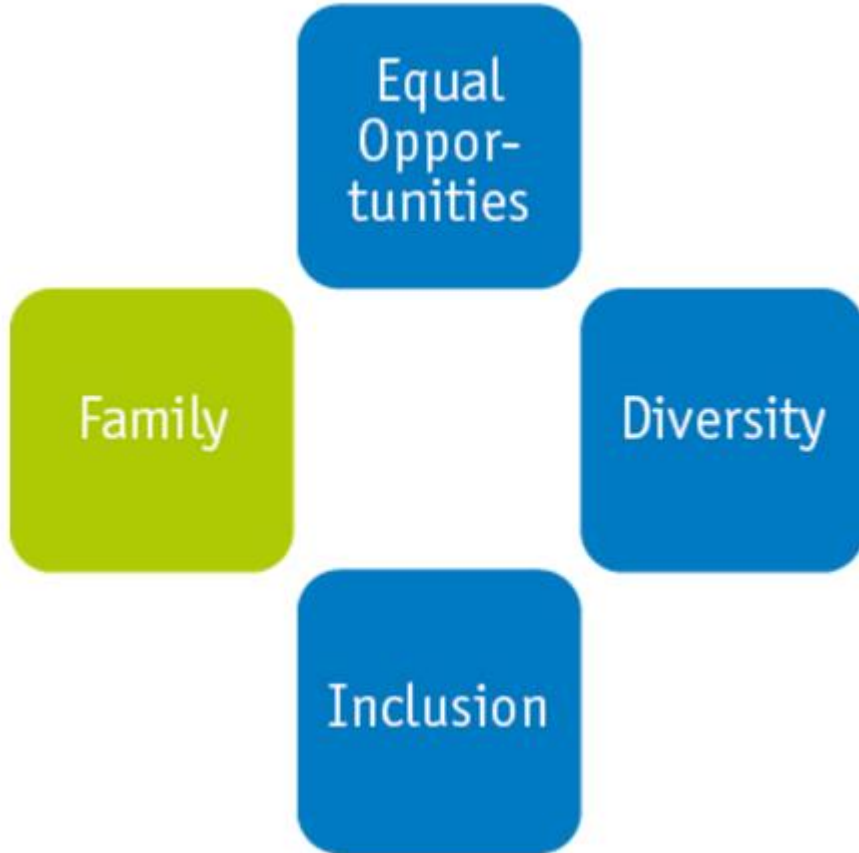 Equal
Oppor-
tunities
Family
Diversity
Inclusion